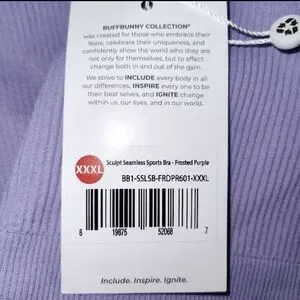 BUFFBUNNY COLLECTION®
was created for those who embrace their
fears, celebrate their uniqueness, and
confidently show the world who they are
not only for themselves, but to affect
change both in and out of the gym.
We strive to INCLUDE every body in all
our differences, INSPIRE every one to be
their best selves, and IGNITE change
within us, our lives, and in our world.
XXXL
Sculpt Seamless Sports Bra - Frosted Purple
BB1-SSLSB-FRDPR601-XXXL
8 19875 52068 7
Include. Inspire. Ignite.